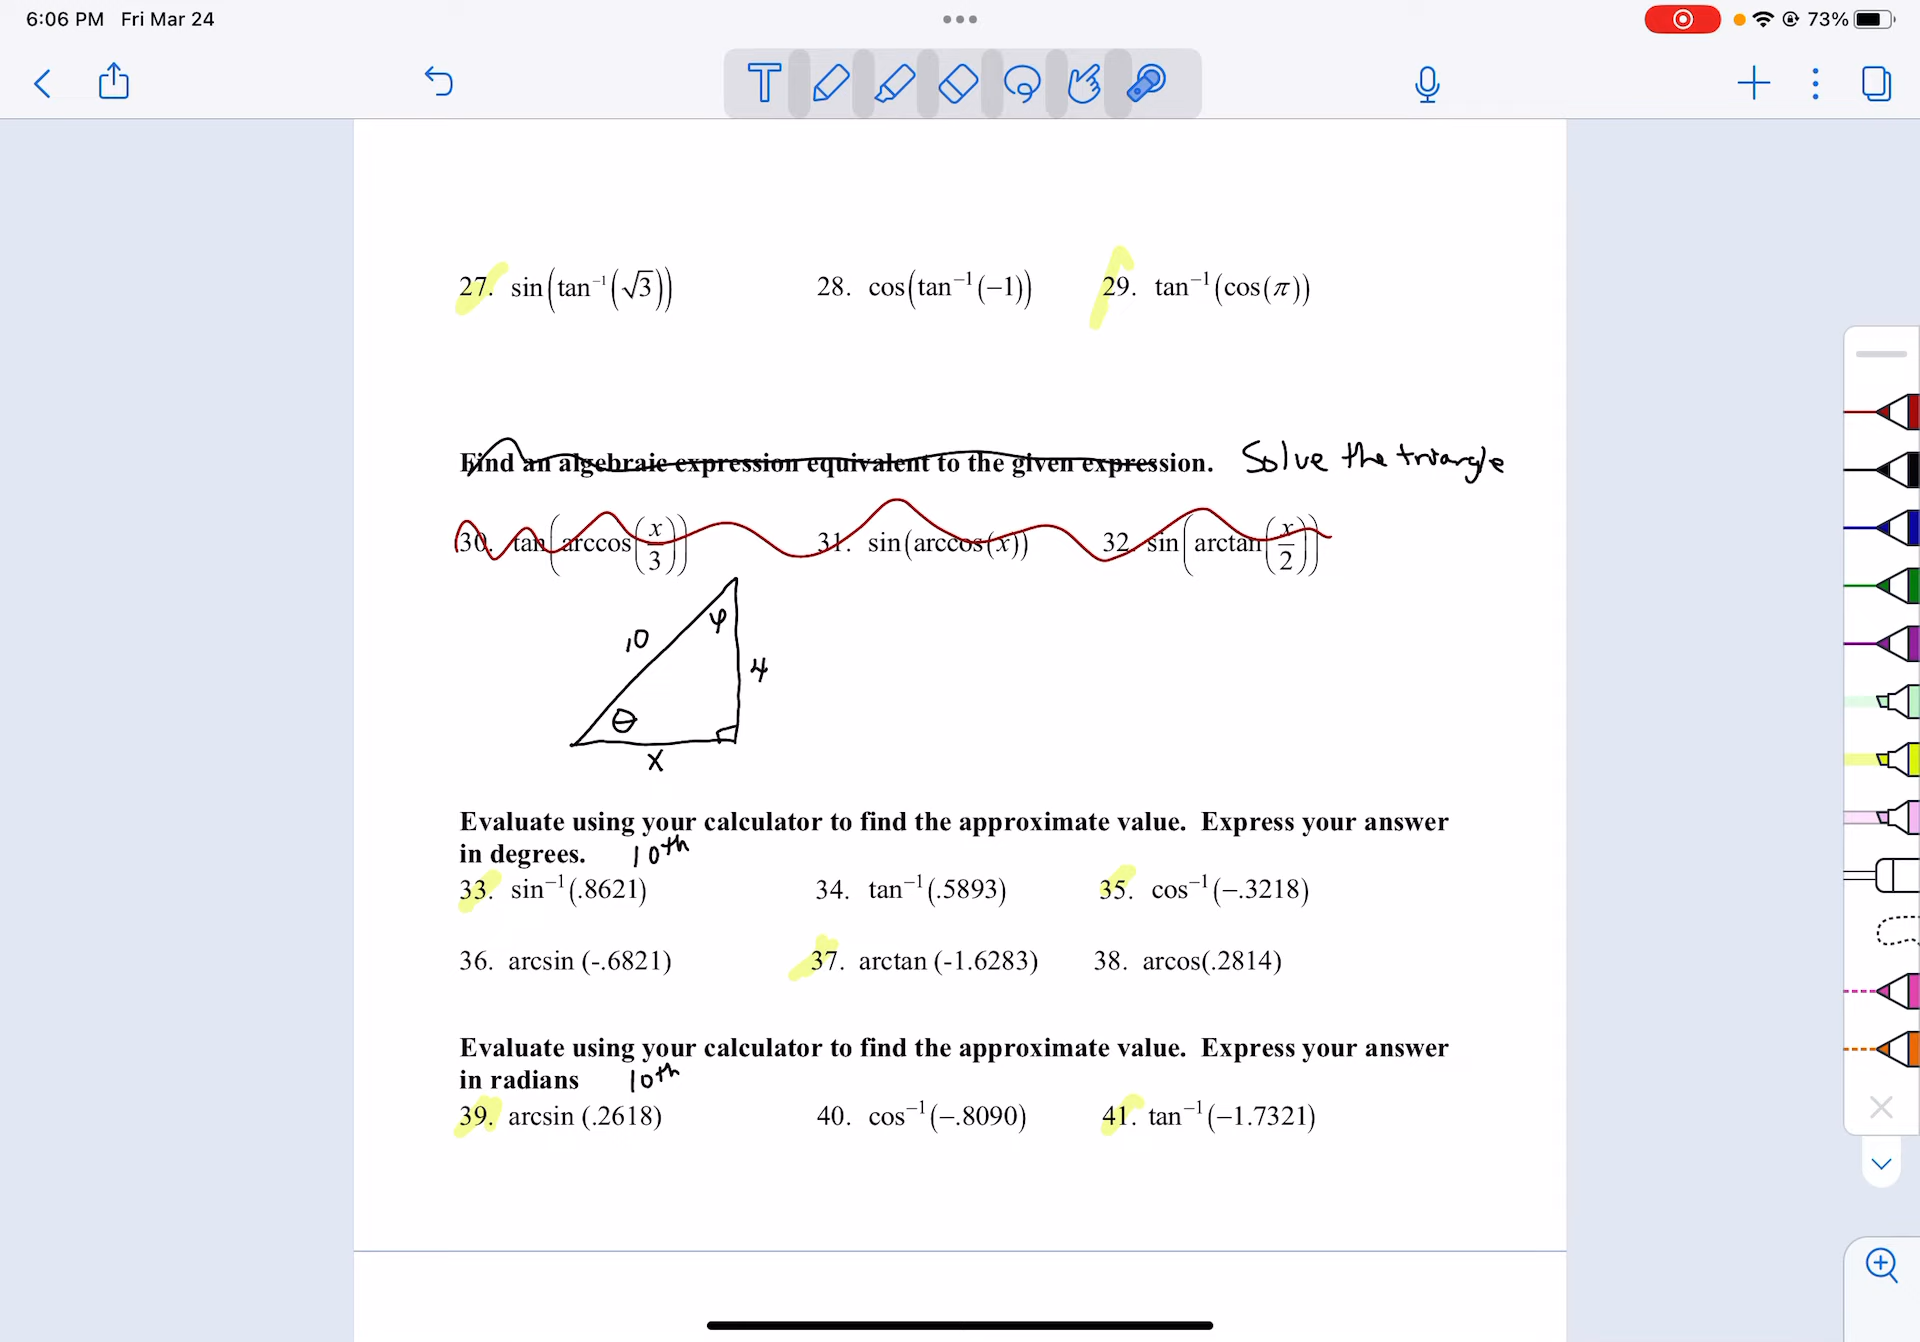 6:06 PM Fri Mar 24
73%
27. sin(tan⁻¹(√3)) 28. cos(tan⁻¹(−1)) 29. tan⁻¹(cos(π))
Find an algebraic expression equivalent to the given expression. Solve the triangle
30. tan(arccos(x/3)) 31. sin(arccos(x)) 32. sin(arctan(x/2))
φ
10
4
θ
x
Evaluate using your calculator to find the approximate value. Express your answer
in degrees. 10th
33. sin⁻¹(.8621) 34. tan⁻¹(.5893) 35. cos⁻¹(−.3218)
36. arcsin (-.6821) 37. arctan (-1.6283) 38. arcos(.2814)
Evaluate using your calculator to find the approximate value. Express your answer
in radians 10th
39. arcsin (.2618) 40. cos⁻¹(−.8090) 41. tan⁻¹(−1.7321)